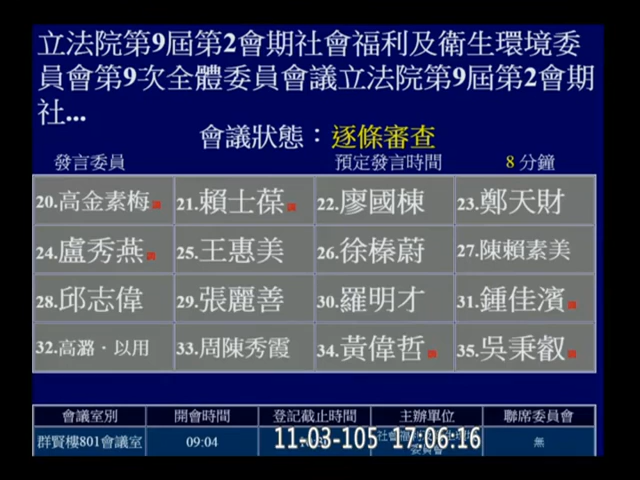 立法院第9屆第2會期社會福利及衛生環境委
員會第9次全體委員會議立法院第9屆第2會期
社...
會議狀態：逐條審查
發言委員 預定發言時間 8 分鐘
20.高金素梅 21.賴士葆 22.廖國棟 23.鄭天財
24.盧秀燕 25.王惠美 26.徐榛蔚 27.陳賴素美
28.邱志偉 29.張麗善 30.羅明才 31.鍾佳濱
32.高潞．以用 33.周陳秀霞 34.黃偉哲 35.吳秉叡
會議室別 開會時間 登記截止時間 主辦單位 聯席委員會
群賢樓801會議室 09:04 11-03-105 17:06:16 無